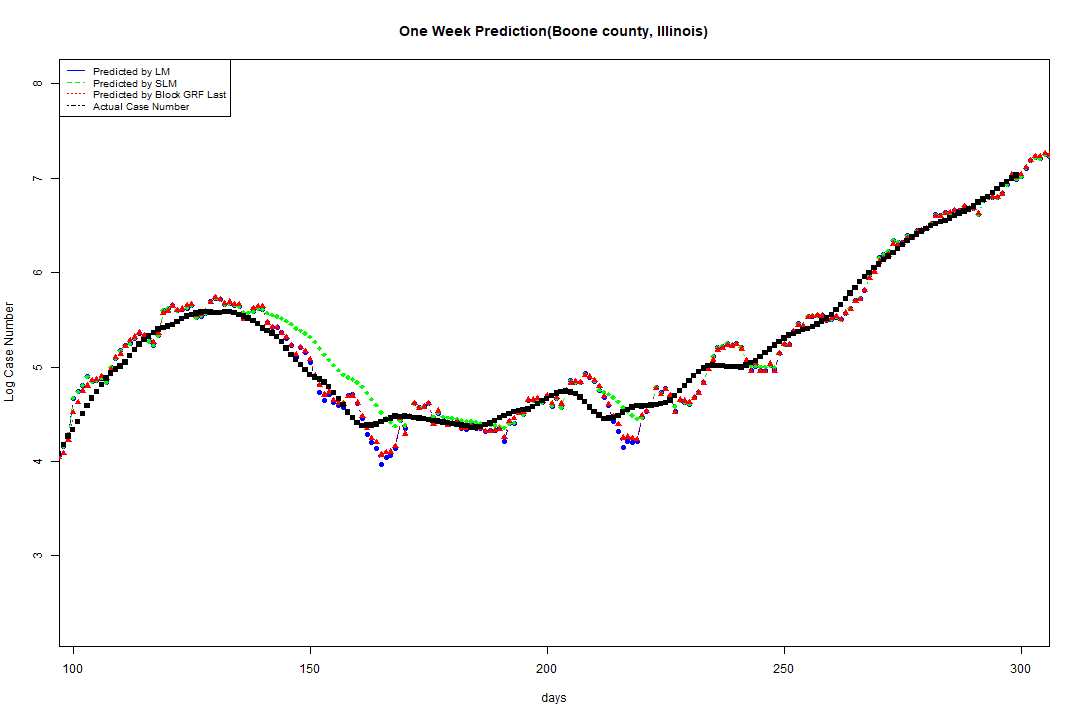 One Week Prediction(Boone county, Illinois)
Predicted by LM
Predicted by SLM
Predicted by Block GRF Last
Actual Case Number
8
7
6
5
4
3
Log Case Number
100 150 200 250 300
days